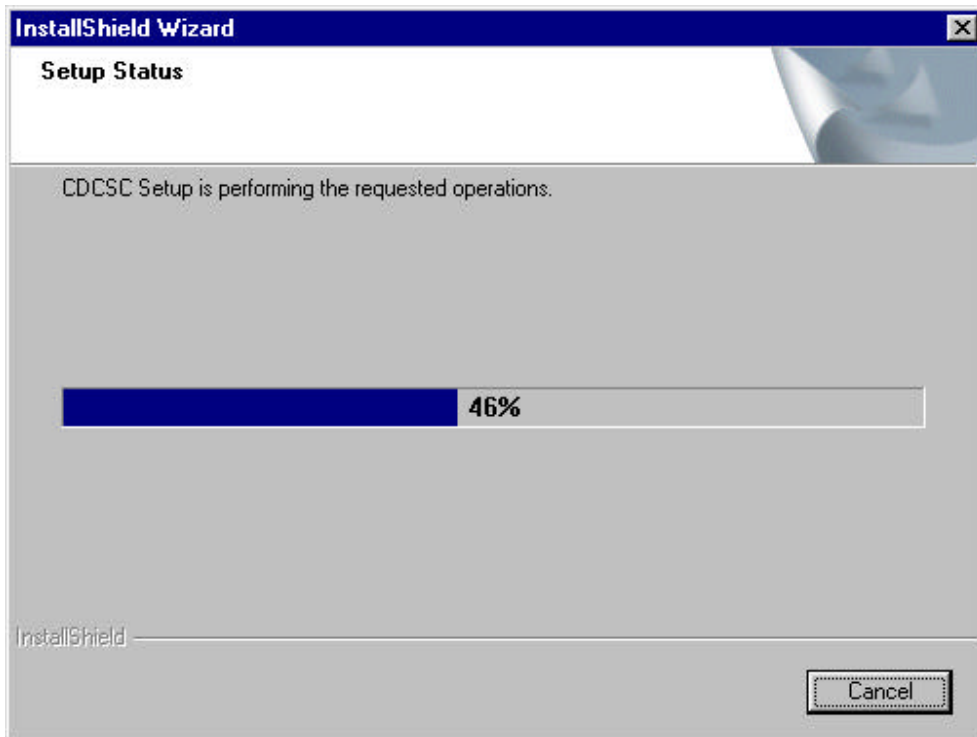 InstallShield Wizard
Setup Status
CDCSC Setup is performing the requested operations.
46%
InstallShield
Cancel